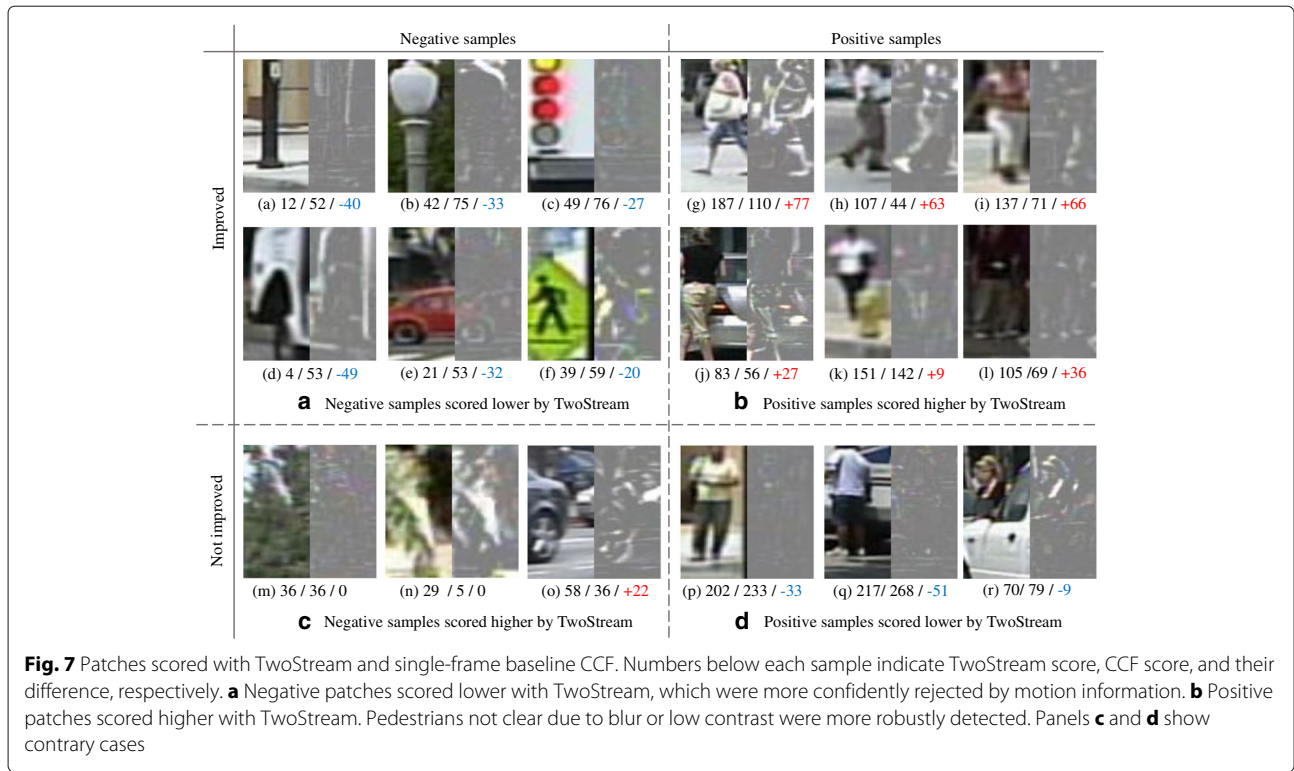 Negative samples
Positive samples
Improved
(a) 12 / 52 / -40
(b) 42 / 75 / -33
(c) 49 / 76 / -27
(g) 187 / 110 / +77
(h) 107 / 44 / +63
(i) 137 / 71 / +66
(d) 4 / 53 / -49
(e) 21 / 53 / -32
(f) 39 / 59 / -20
(j) 83 / 56 / +27
(k) 151 / 142 / +9
(l) 105 /69 / +36
a Negative samples scored lower by TwoStream
b Positive samples scored higher by TwoStream
Not improved
(m) 36 / 36 / 0
(n) 29 / 5 / 0
(o) 58 / 36 / +22
(p) 202 / 233 / -33
(q) 217/ 268 / -51
(r) 70/ 79 / -9
c Negative samples scored higher by TwoStream
d Positive samples scored lower by TwoStream
Fig. 7 Patches scored with TwoStream and single-frame baseline CCF. Numbers below each sample indicate TwoStream score, CCF score, and their
difference, respectively. a Negative patches scored lower with TwoStream, which were more confidently rejected by motion information. b Positive
patches scored higher with TwoStream. Pedestrians not clear due to blur or low contrast were more robustly detected. Panels c and d show
contrary cases